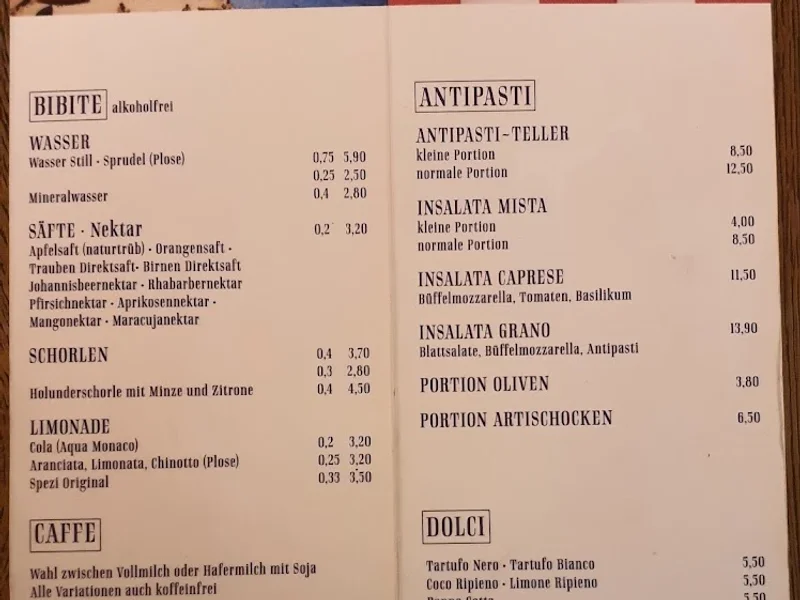 BIBITE alkoholfrei
WASSER
Wasser Still · Sprudel (Plose) 0,75 5,90
0,25 2,50
Mineralwasser 0,4 2,80
SÄFTE · Nektar 0,2 3,20
Apfelsaft (naturtrüb) · Orangensaft ·
Trauben Direktsaft· Birnen Direktsaft
Johannisbeernektar · Rhabarbernektar
Pfirsichnektar · Aprikosennektar ·
Mangonektar · Maracujanektar
SCHORLEN 0,4 3,70
0,3 2,80
Holunderschorle mit Minze und Zitrone 0,4 4,50
LIMONADE
Cola (Aqua Monaco) 0,2 3,20
Aranciata, Limonata, Chinotto (Plose) 0,25 3,20
Spezi Original 0,33 3,50
CAFFE
Wahl zwischen Vollmilch oder Hafermilch mit Soja
Alle Variationen auch koffeinfrei
ANTIPASTI
ANTIPASTI~TELLER
kleine Portion 8,50
normale Portion 12,50
INSALATA MISTA
kleine Portion 4,00
normale Portion 8,50
INSALATA CAPRESE 11,50
Büffelmozzarella, Tomaten, Basilikum
INSALATA GRANO 13,90
Blattsalate, Büffelmozzarella, Antipasti
PORTION OLIVEN 3,80
PORTION ARTISCHOCKEN 6,50
DOLCI
Tartufo Nero · Tartufo Bianco 5,50
Coco Ripieno · Limone Ripieno 5,50
5,50